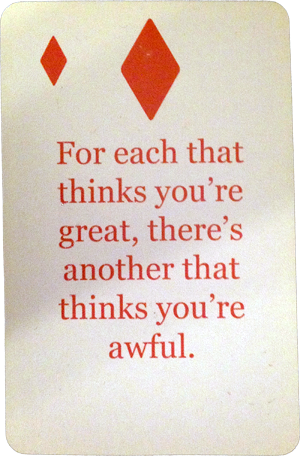 For each that
thinks you're
great, there's
another that
thinks you're
awful.